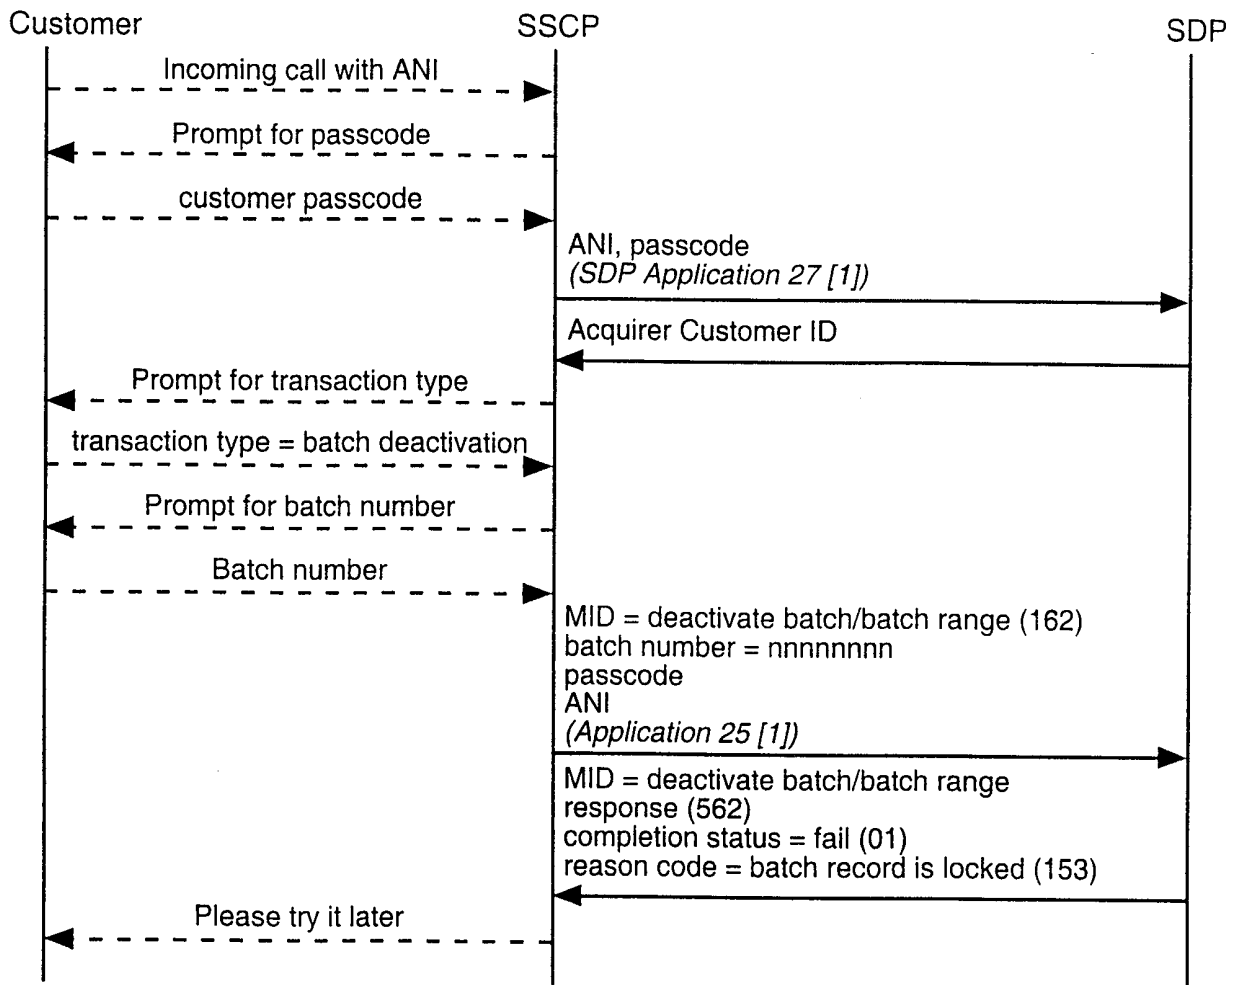 Customer
SSCP
SDP
Incoming call with ANI
Prompt for passcode
customer passcode
ANI, passcode
(SDP Application 27 [1])
Acquirer Customer ID
Prompt for transaction type
transaction type = batch deactivation
Prompt for batch number
Batch number
MID = deactivate batch/batch range (162)
batch number = nnnnnnnn
passcode
ANI
(Application 25 [1])
MID = deactivate batch/batch range
response (562)
completion status = fail (01)
reason code = batch record is locked (153)
Please try it later